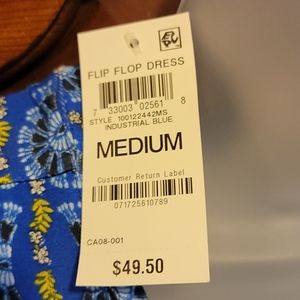 FLIP FLOP DRESS
7 33003 02561 8
STYLE 100122442MS
INDUSTRIAL BLUE
MEDIUM
Customer Return Label
071725610789
CA08-001
$49.50